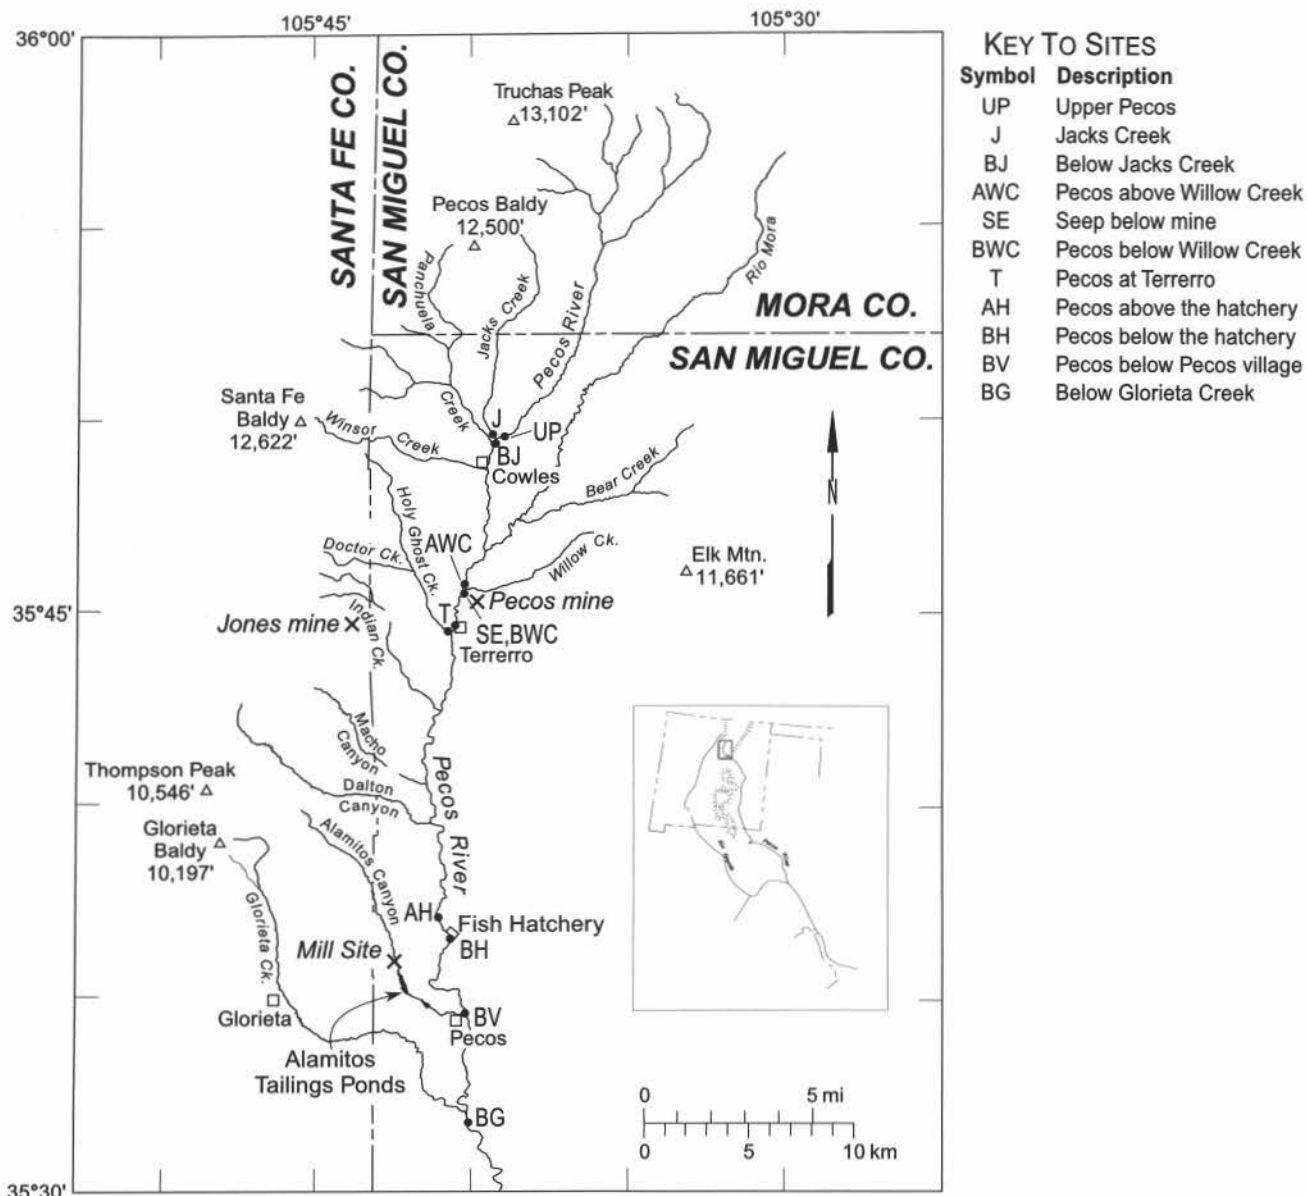 105°45'
105°30'
36°00'
KEY TO SITES
Symbol Description
UP Upper Pecos
J Jacks Creek
BJ Below Jacks Creek
AWC Pecos above Willow Creek
SE Seep below mine
BWC Pecos below Willow Creek
T Pecos at Terrerro
AH Pecos above the hatchery
BH Pecos below the hatchery
BV Pecos below Pecos village
BG Below Glorieta Creek
SANTA FE CO.
SAN MIGUEL CO.
Truchas Peak
13,102'
Pecos Baldy
12,500'
Panchuela
Creek
Jacks Creek
Pecos River
Rio Mora
MORA CO.
SAN MIGUEL CO.
Santa Fe
Baldy
12,622'
Winsor
Creek
J
UP
BJ
Cowles
Bear Creek
N
Holy Ghost Ck.
Doctor Ck.
AWC
Willow Ck.
Elk Mtn.
11,661'
35°45'
Jones mine
Indian Ck.
T
Pecos mine
SE,BWC
Terrerro
Macho
Canyon
Thompson Peak
10,546'
Dalton
Canyon
Pecos
River
Glorieta
Baldy
10,197'
Alamitos Canyon
Glorieta Ck.
AH
Fish Hatchery
BH
Mill Site
Glorieta
BV
Pecos
Alamitos
Tailings Ponds
BG
0 5 mi
0 5 10 km
35°30'